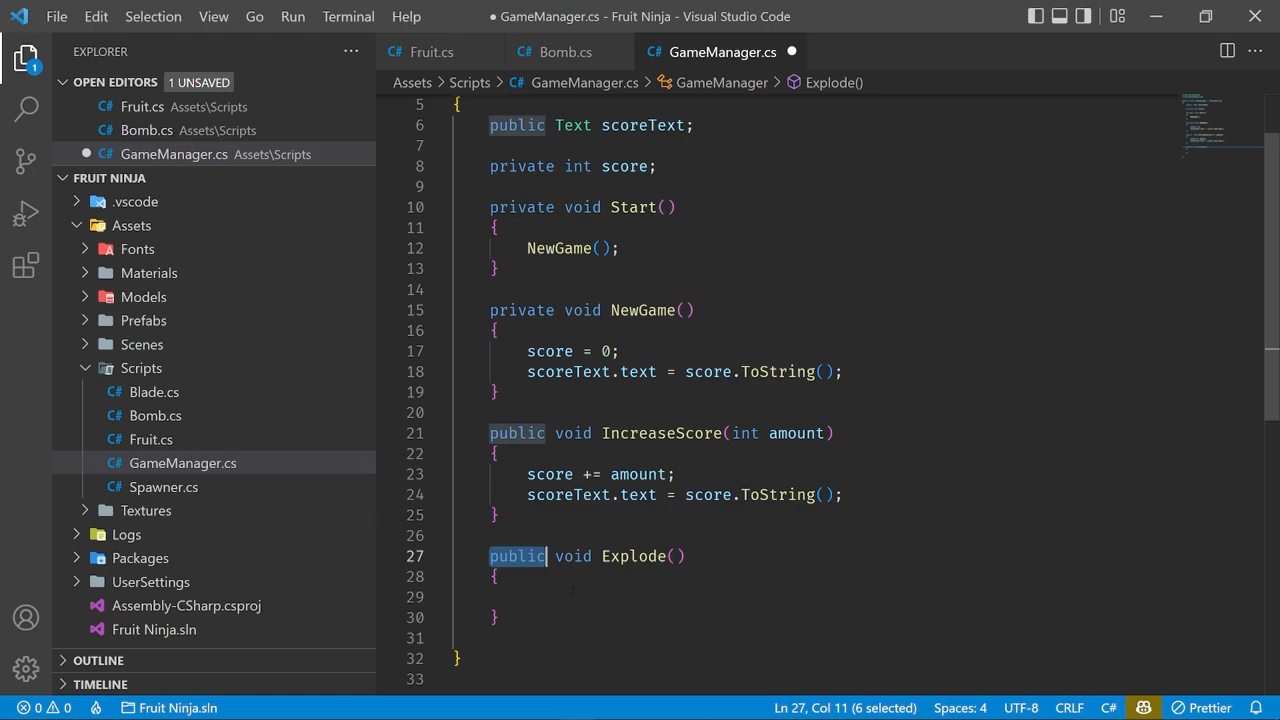 File Edit Selection View Go Run Terminal Help
● GameManager.cs - Fruit Ninja - Visual Studio Code
EXPLORER
OPEN EDITORS 1 UNSAVED
C# Fruit.cs Assets\Scripts
C# Bomb.cs Assets\Scripts
● C# GameManager.cs Assets\Scripts
FRUIT NINJA
.vscode
Assets
Fonts
Materials
Models
Prefabs
Scenes
Scripts
C# Blade.cs
C# Bomb.cs
C# Fruit.cs
C# GameManager.cs
C# Spawner.cs
Textures
Logs
Packages
UserSettings
Assembly-CSharp.csproj
Fruit Ninja.sln
OUTLINE
TIMELINE
1
C# Fruit.cs C# Bomb.cs C# GameManager.cs ●
Assets > Scripts > C# GameManager.cs > GameManager > Explode()
5 {
6 public Text scoreText;
7
8 private int score;
9
10 private void Start()
11 {
12 NewGame();
13 }
14
15 private void NewGame()
16 {
17 score = 0;
18 scoreText.text = score.ToString();
19 }
20
21 public void IncreaseScore(int amount)
22 {
23 score += amount;
24 scoreText.text = score.ToString();
25 }
26
27 public void Explode()
28 {
29
30 }
31
32 }
33
0 0 Fruit Ninja.sln Ln 27, Col 11 (6 selected) Spaces: 4 UTF-8 CRLF C# Prettier